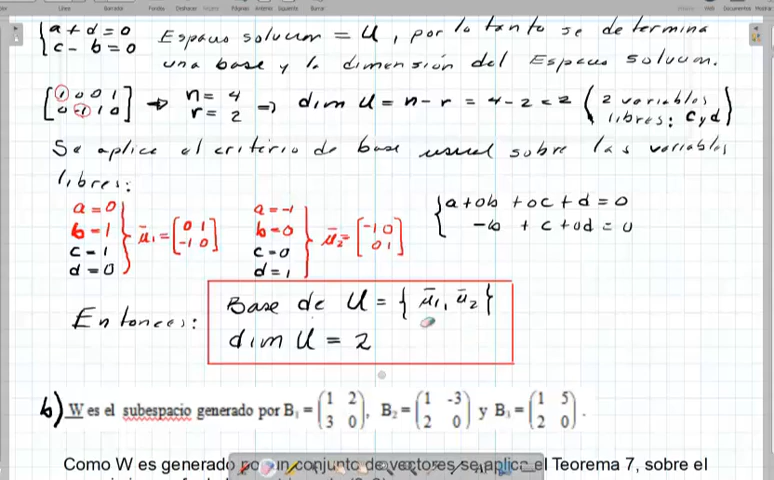 a + d = 0
c - b = 0
Espacio solucion = U, por lo tanto se determina
una base y la dimensión del Espacio solucion.
[1 0 0 1
0 -1 1 0] → n = 4
r = 2 ⇒ dim U = n - r = 4 - 2 = 2 (2 variables
libres: c y d)
Se aplica el criterio de base usual sobre las variables
libres:
a = 0
b = 1
c = 1
d = 0
ū₁ = [0 1
-1 0]
a = -1
b = 0
c = 0
d = 1
ū₂ = [-1 0
0 1]
a + 0b + 0c + d = 0
-b + c + 0d = 0
Entonces:
Base de U = { ū₁, ū₂ }
dim U = 2
b) W es el subespacio generado por B₁ = (1 2
3 0), B₂ = (1 -3
2 0) y B₃ = (1 5
2 0).
Como W es generado por un conjunto de vectores se aplica el Teorema 7, sobre el